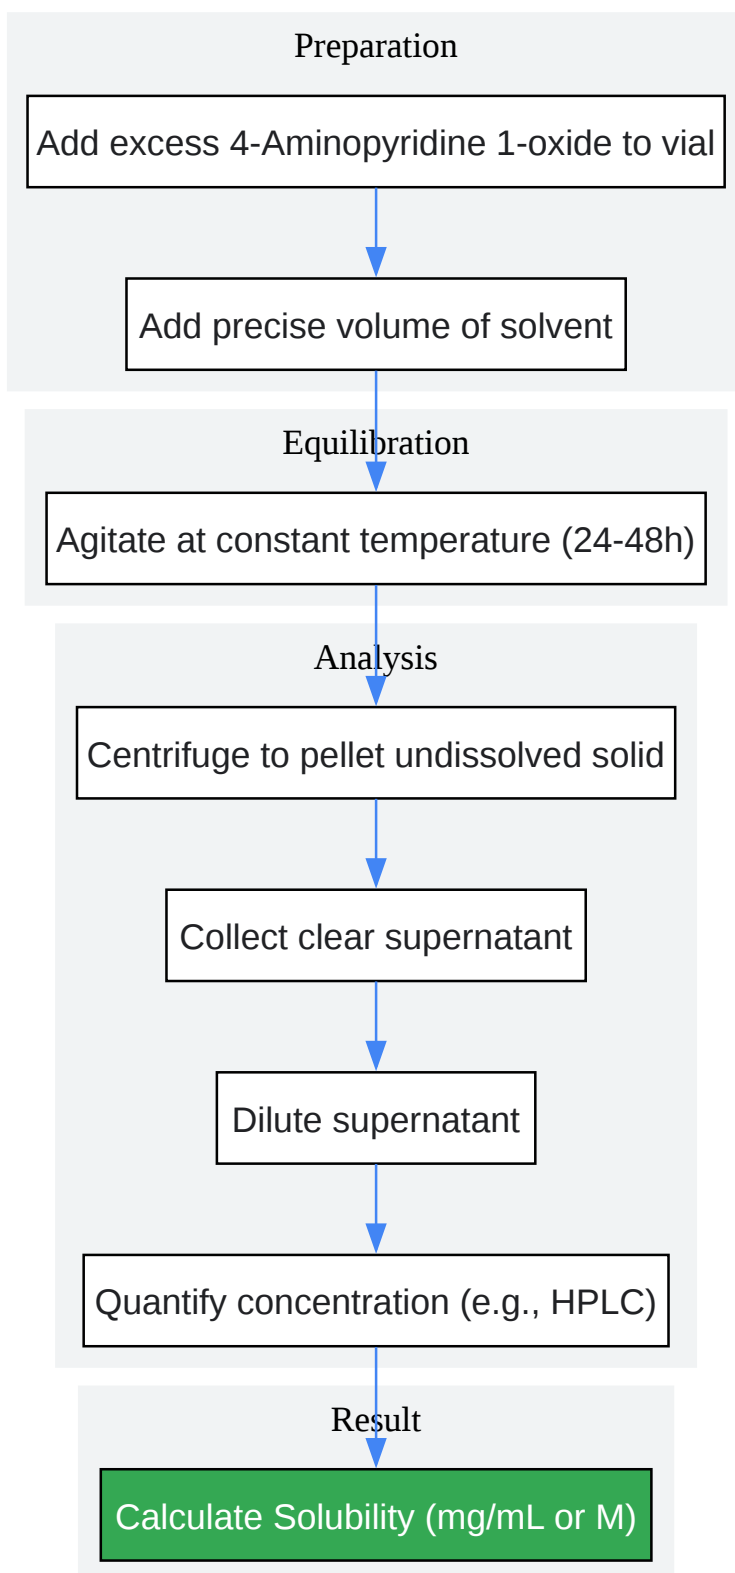 Preparation
Add excess 4-Aminopyridine 1-oxide to vial
Add precise volume of solvent
Equilibration
Agitate at constant temperature (24-48h)
Analysis
Centrifuge to pellet undissolved solid
Collect clear supernatant
Dilute supernatant
Quantify concentration (e.g., HPLC)
Result
Calculate Solubility (mg/mL or M)